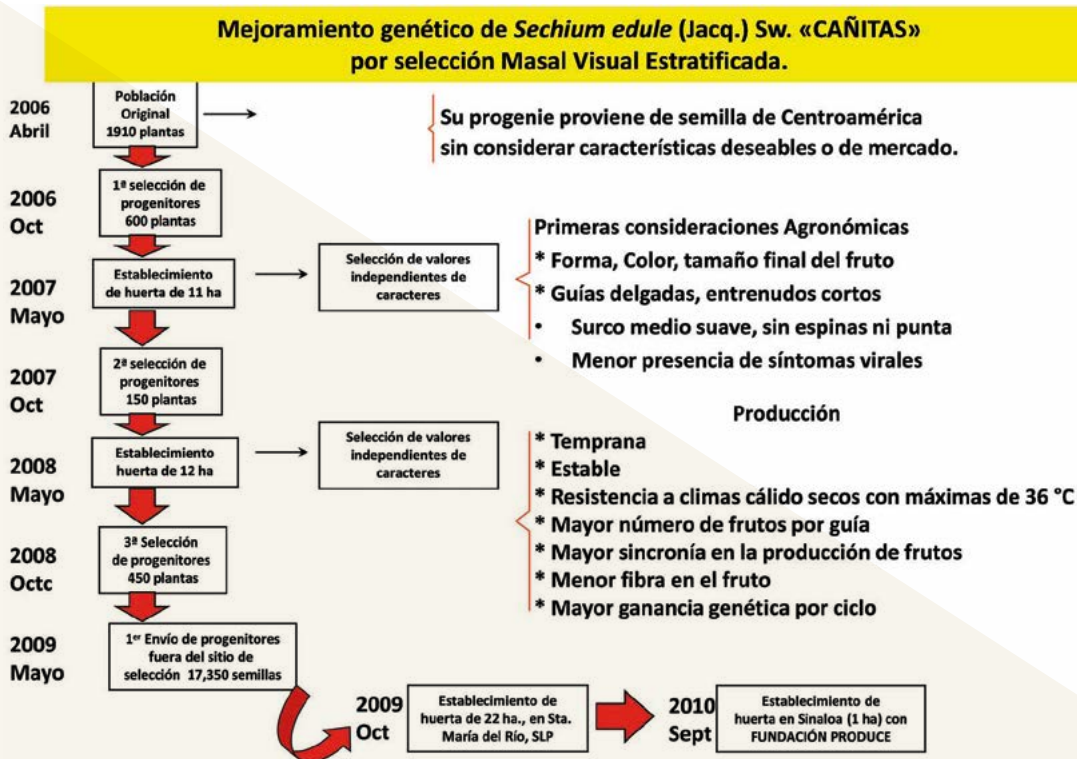 Mejoramiento genético de Sechium edule (Jacq.) Sw. «CAÑITAS»
por selección Masal Visual Estratificada.
2006
Abril
Población
Original
1910 plantas
Su progenie proviene de semilla de Centroamérica
sin considerar características deseables o de mercado.
2006
Oct
1ª selección de
progenitores
600 plantas
2007
Mayo
Establecimiento
de huerta de 11 ha
Selección de valores
independientes de
caracteres
Primeras consideraciones Agronómicas
* Forma, Color, tamaño final del fruto
* Guías delgadas, entrenudos cortos
• Surco medio suave, sin espinas ni punta
• Menor presencia de síntomas virales
2007
Oct
2ª selección de
progenitores
150 plantas
2008
Mayo
Establecimiento
huerta de 12 ha
Selección de valores
independientes de
caracteres
Producción
* Temprana
* Estable
* Resistencia a climas cálido secos con máximas de 36 °C
* Mayor número de frutos por guía
* Mayor sincronía en la producción de frutos
* Menor fibra en el fruto
* Mayor ganancia genética por ciclo
2008
Octc
3ª Selección
de progenitores
450 plantas
2009
Mayo
1er Envío de progenitores
fuera del sitio de
selección 17,350 semillas
2009
Oct
Establecimiento de
huerta de 22 ha., en Sta.
María del Río, SLP
2010
Sept
Establecimiento de
huerta en Sinaloa (1 ha) con
FUNDACIÓN PRODUCE